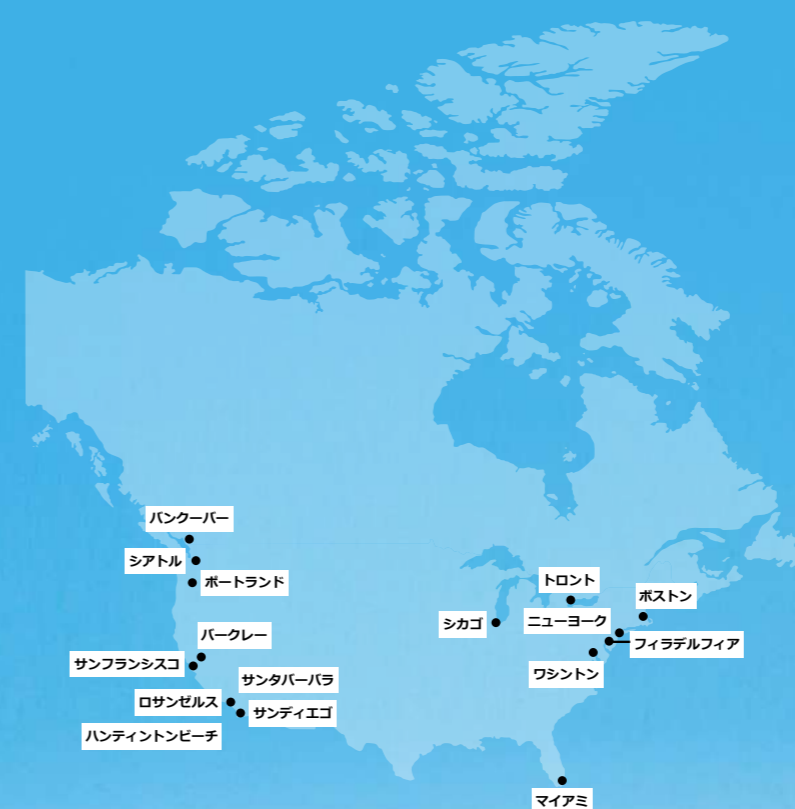 バンクーバー
シアトル
ポートランド
トロント
ボストン
シカゴ
ニューヨーク
バークレー
フィラデルフィア
サンフランシスコ
ワシントン
サンタバーバラ
ロサンゼルス
サンディエゴ
ハンティントンビーチ
マイアミ